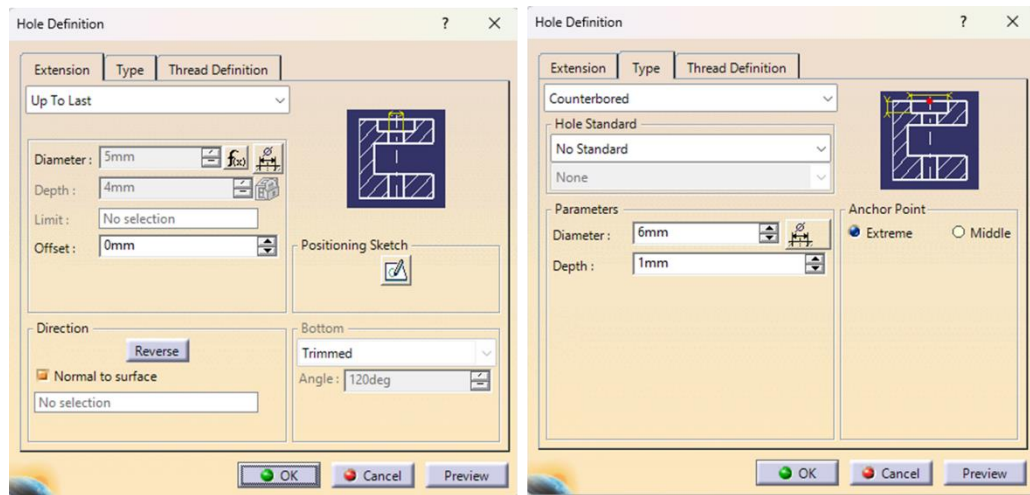 Hole Definition ? ×
Extension Type Thread Definition
Up To Last
Diameter : 5mm f(x)
Depth : 4mm
Limit : No selection
Offset : 0mm
Positioning Sketch
Direction
Reverse
Normal to surface
No selection
Bottom
Trimmed
Angle : 120deg
OK Cancel Preview
Hole Definition ? ×
Extension Type Thread Definition
Counterbored
Hole Standard
No Standard
None
Parameters
Diameter : 6mm
Depth : 1mm
Anchor Point
Extreme Middle
OK Cancel Preview